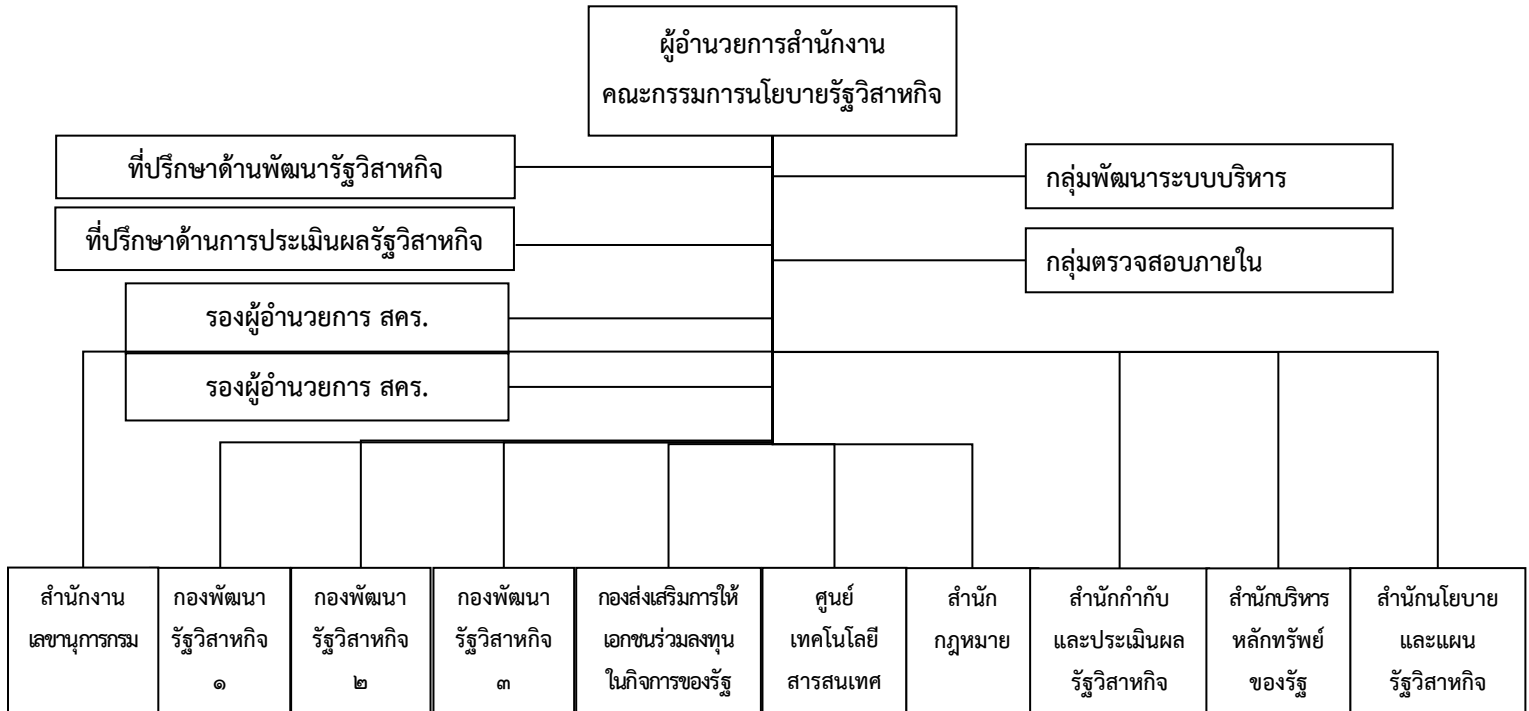 ผู้อำนวยการสำนักงาน
คณะกรรมการนโยบายรัฐวิสาหกิจ
ที่ปรึกษาด้านพัฒนารัฐวิสาหกิจ
กลุ่มพัฒนาระบบบริหาร
ที่ปรึกษาด้านการประเมินผลรัฐวิสาหกิจ
กลุ่มตรวจสอบภายใน
รองผู้อำนวยการ สคร.
รองผู้อำนวยการ สคร.
สำนักงาน
เลขานุการกรม
กองพัฒนา
รัฐวิสาหกิจ
๑
กองพัฒนา
รัฐวิสาหกิจ
๒
กองพัฒนา
รัฐวิสาหกิจ
๓
กองส่งเสริมการให้
เอกชนร่วมลงทุน
ในกิจการของรัฐ
ศูนย์
เทคโนโลยี
สารสนเทศ
สำนัก
กฎหมาย
สำนักกำกับ
และประเมินผล
รัฐวิสาหกิจ
สำนักบริหาร
หลักทรัพย์
ของรัฐ
สำนักนโยบาย
และแผน
รัฐวิสาหกิจ